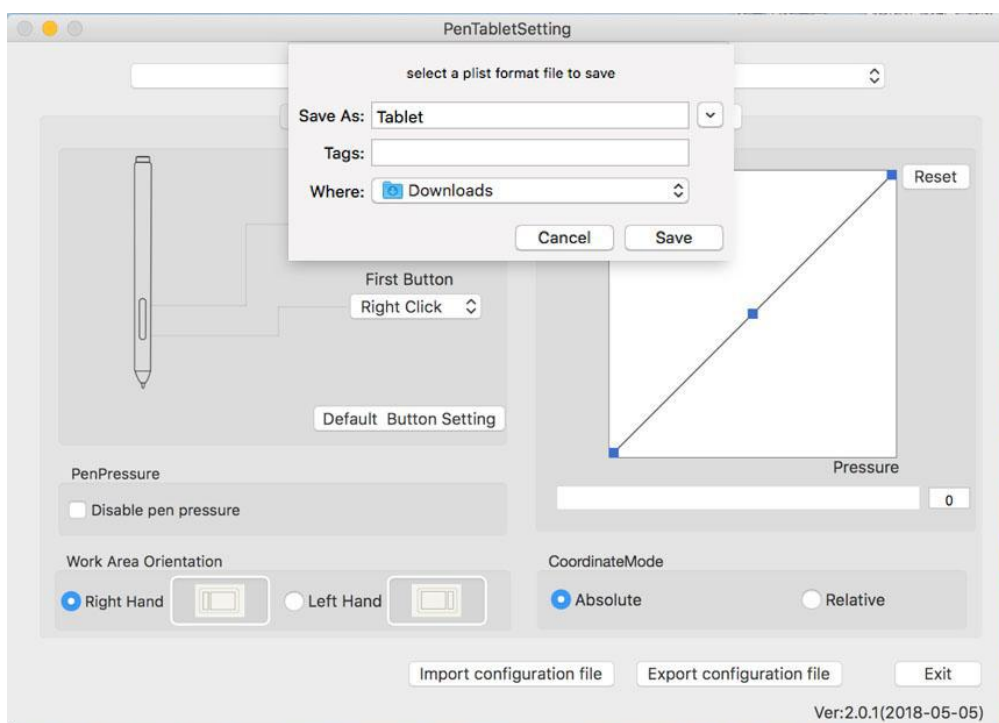 PenTabletSetting
select a plist format file to save
Save As: Tablet
Tags:
Where: Downloads
Cancel Save
Reset
First Button
Right Click
Default Button Setting
Pressure
0
PenPressure
Disable pen pressure
Work Area Orientation
Right Hand Left Hand
CoordinateMode
Absolute Relative
Import configuration file Export configuration file Exit
Ver:2.0.1(2018-05-05)